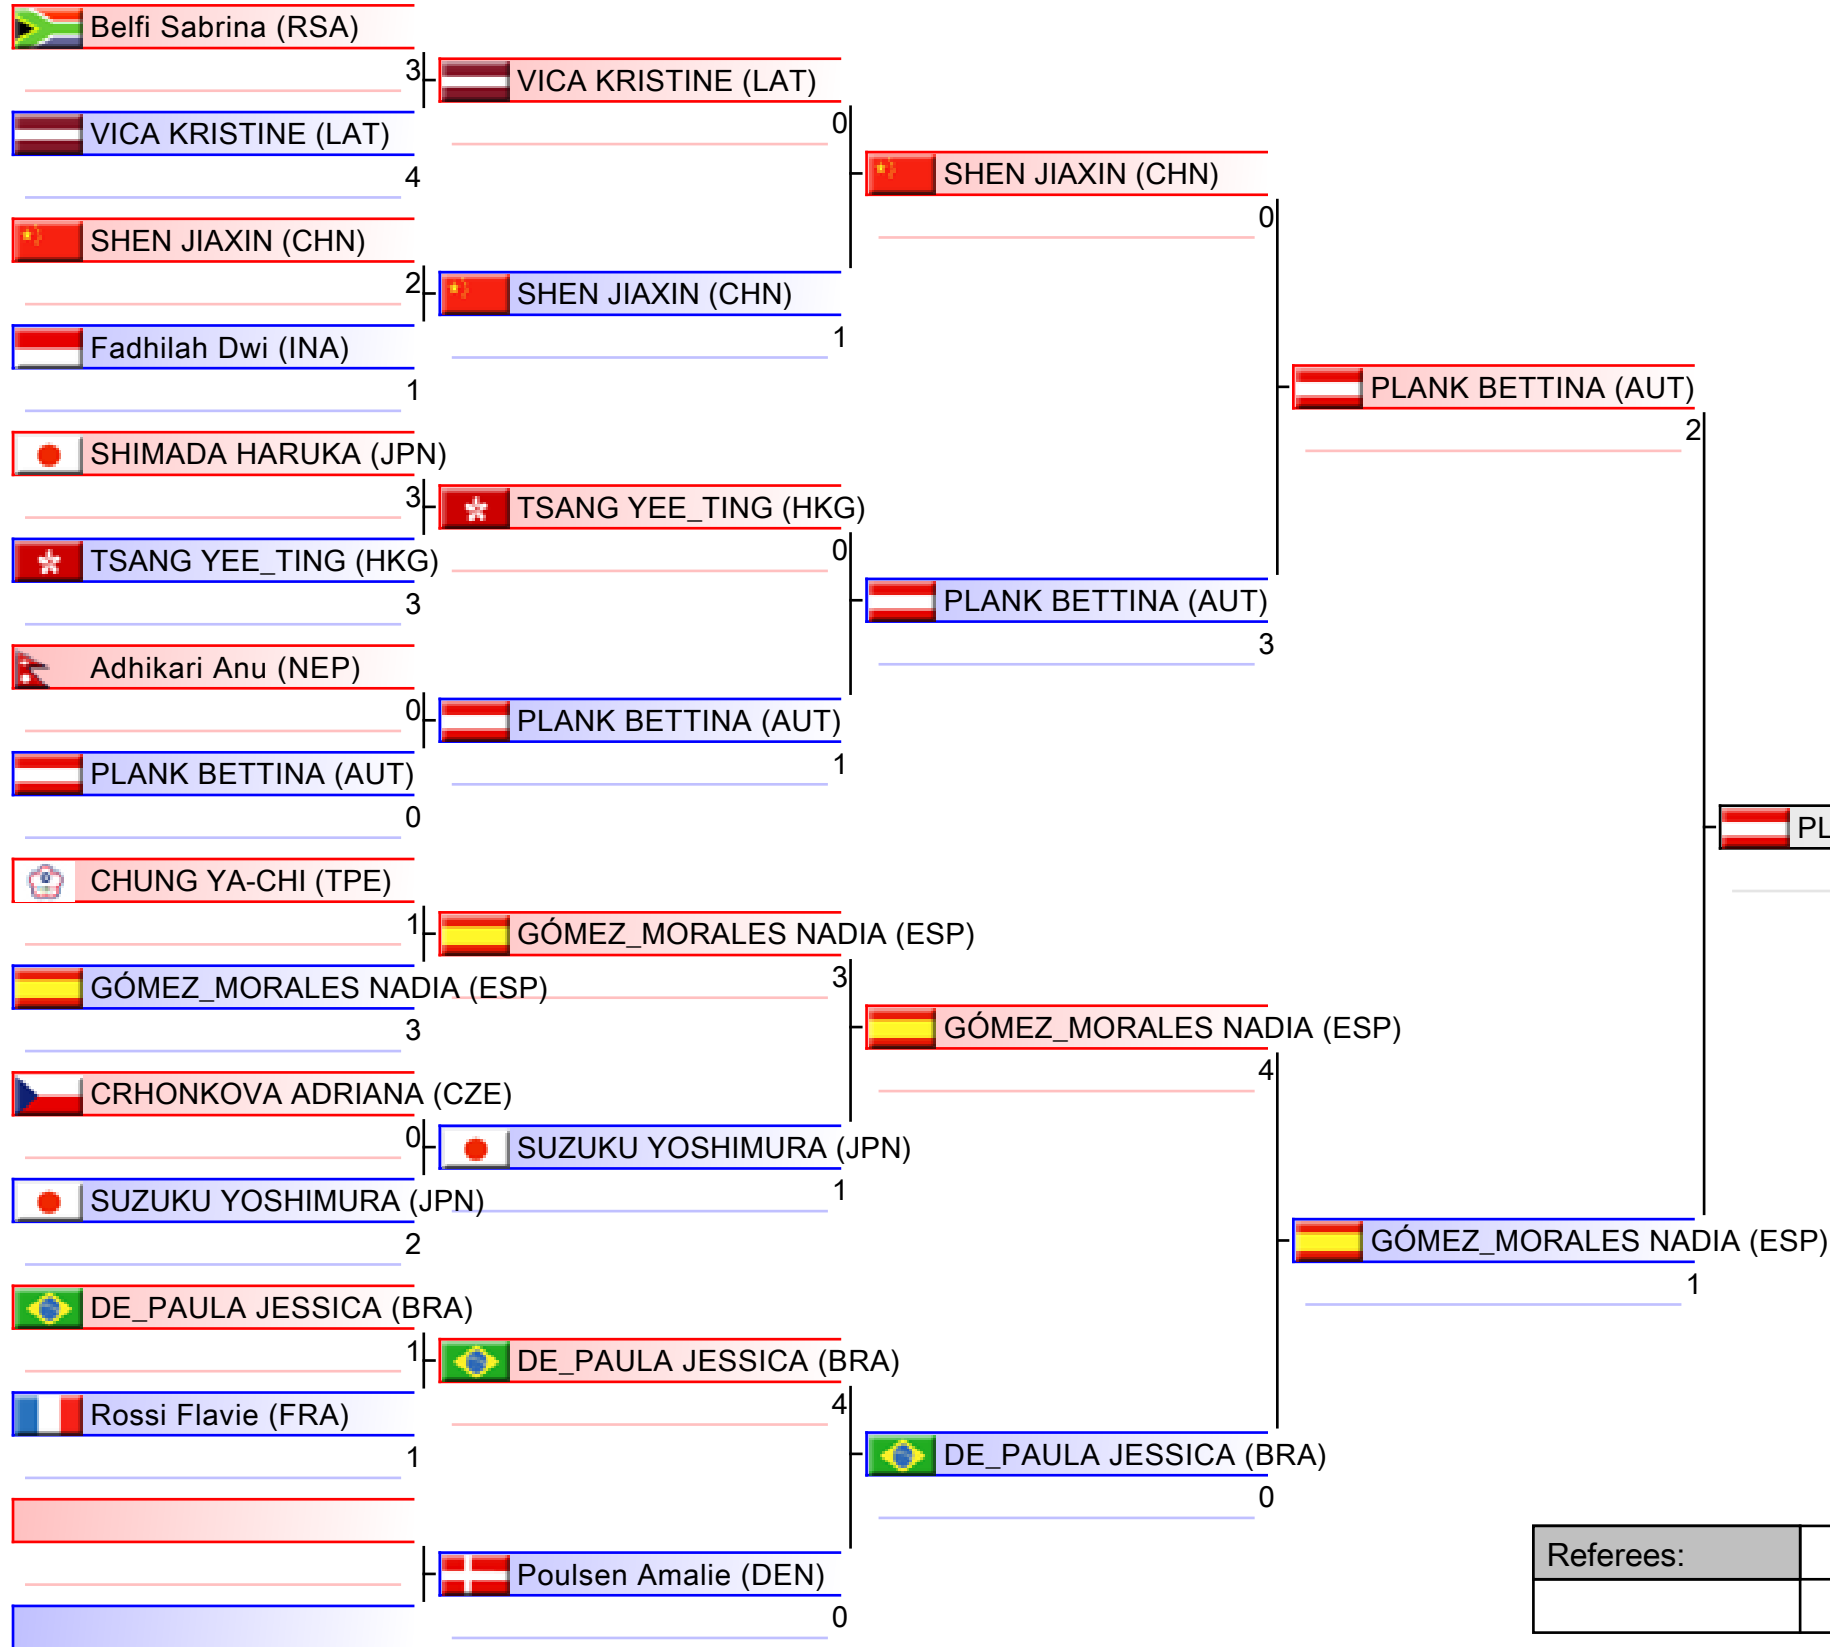 Belfi Sabrina (RSA)
3
VICA KRISTINE (LAT)
4
SHEN JIAXIN (CHN)
2
Fadhilah Dwi (INA)
1
SHIMADA HARUKA (JPN)
3
TSANG YEE_TING (HKG)
3
Adhikari Anu (NEP)
0
PLANK BETTINA (AUT)
0
CHUNG YA-CHI (TPE)
1
GÓMEZ_MORALES NADIA (ESP)
3
CRHONKOVA ADRIANA (CZE)
0
SUZUKU YOSHIMURA (JPN)
2
DE_PAULA JESSICA (BRA)
1
Rossi Flavie (FRA)
1
VICA KRISTINE (LAT)
0
SHEN JIAXIN (CHN)
1
TSANG YEE_TING (HKG)
0
PLANK BETTINA (AUT)
1
GÓMEZ_MORALES NADIA (ESP)
3
SUZUKU YOSHIMURA (JPN)
1
DE_PAULA JESSICA (BRA)
4
Poulsen Amalie (DEN)
0
SHEN JIAXIN (CHN)
0
PLANK BETTINA (AUT)
3
GÓMEZ_MORALES NADIA (ESP)
4
DE_PAULA JESSICA (BRA)
0
PLANK BETTINA (AUT)
2
GÓMEZ_MORALES NADIA (ESP)
1
PL
Referees: